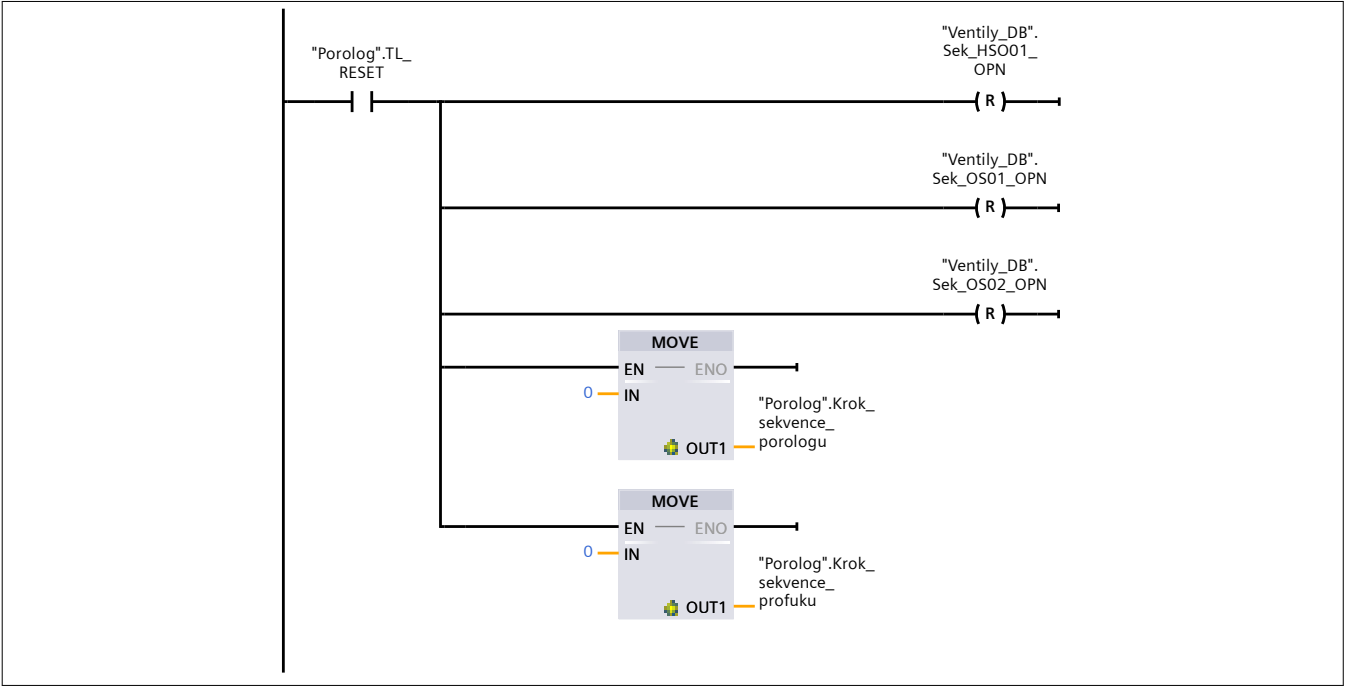 "Porolog".TL_
RESET
"Ventily_DB".
Sek_HSO01_
OPN
R
"Ventily_DB".
Sek_OS01_OPN
R
"Ventily_DB".
Sek_OS02_OPN
R
MOVE
EN ENO
0 IN
"Porolog".Krok_
sekvence_
porologu
OUT1
MOVE
EN ENO
0 IN
"Porolog".Krok_
sekvence_
profuku
OUT1